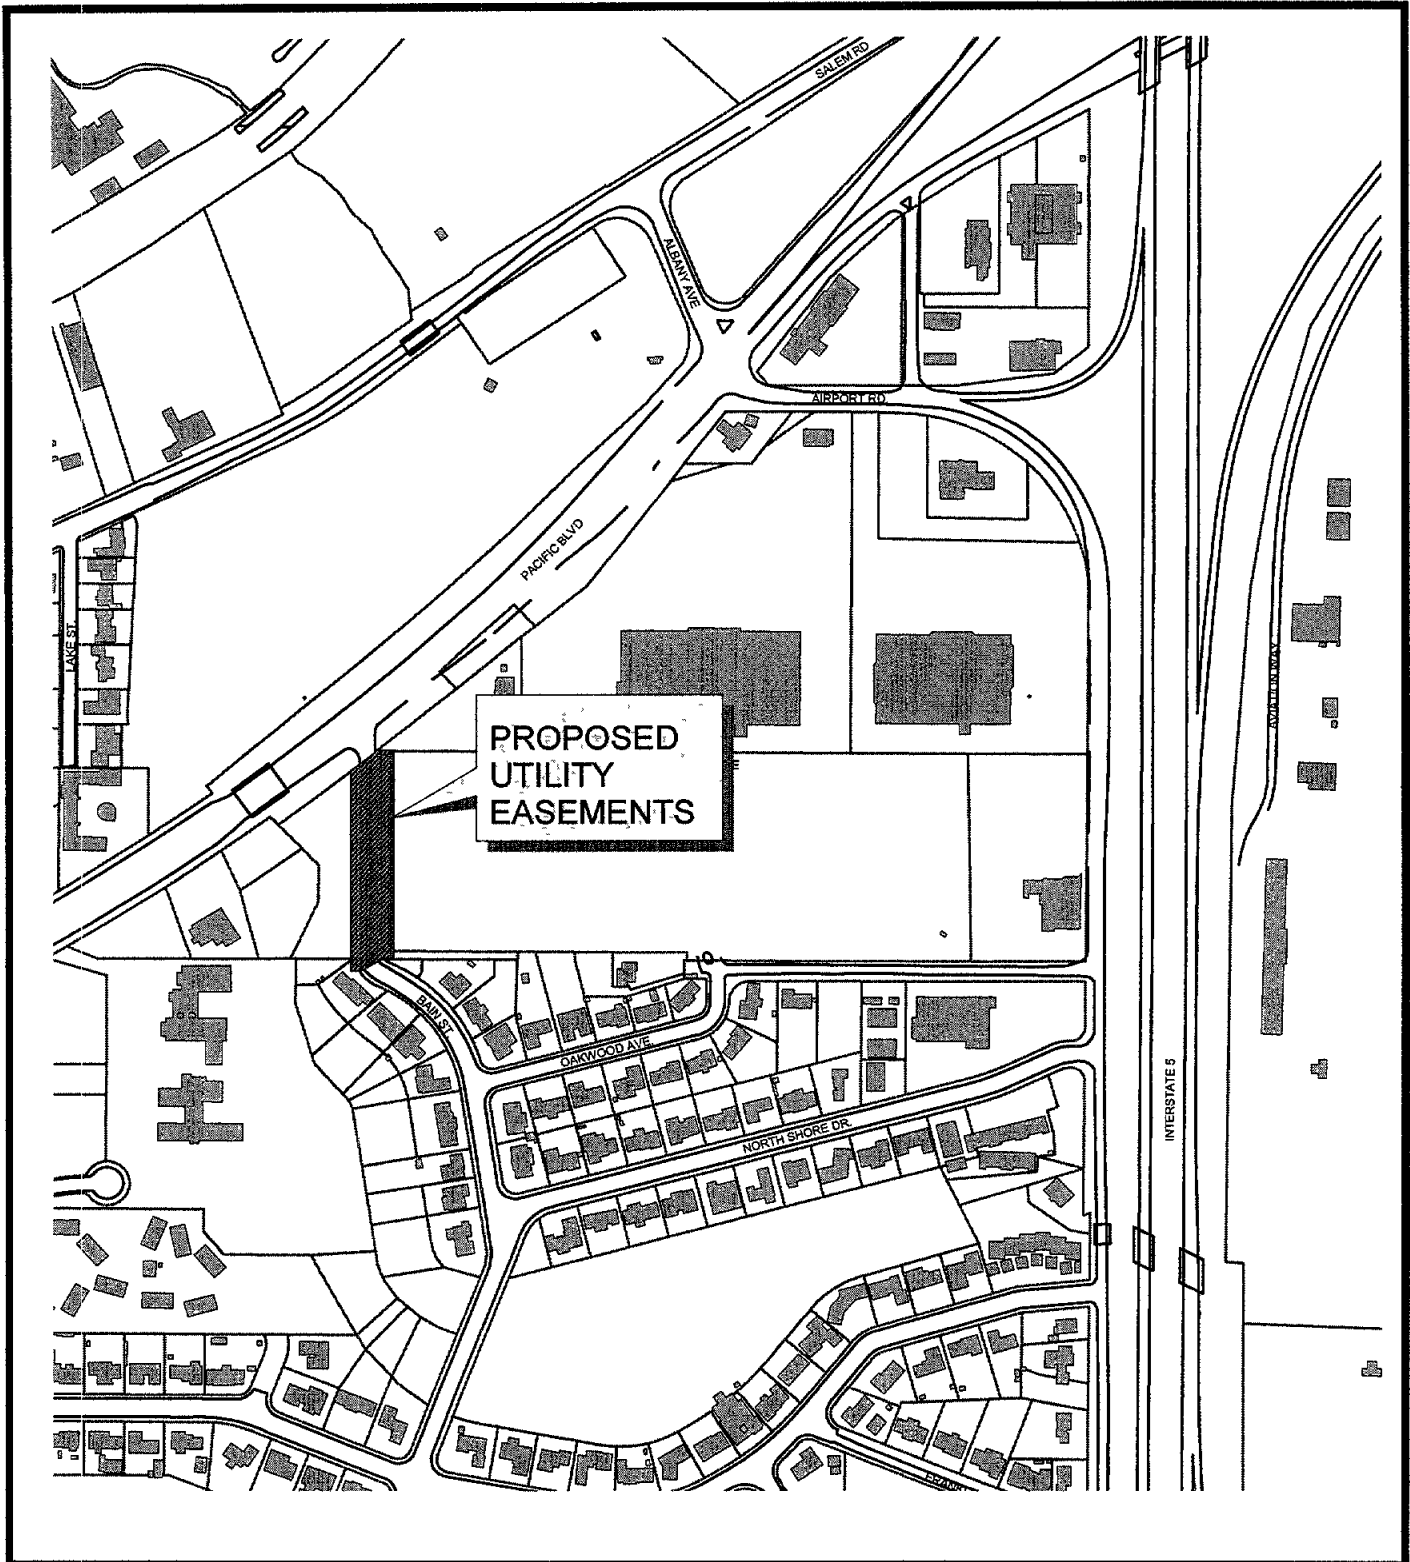 SALEM RD
ALBANY AVE
AIRPORT RD.
PACIFIC BLVD
LAKE ST.
AVIATION WAY
PROPOSED
UTILITY
EASEMENTS
BAIN ST.
OAKWOOD AVE.
NORTH SHORE DR.
INTERSTATE 5